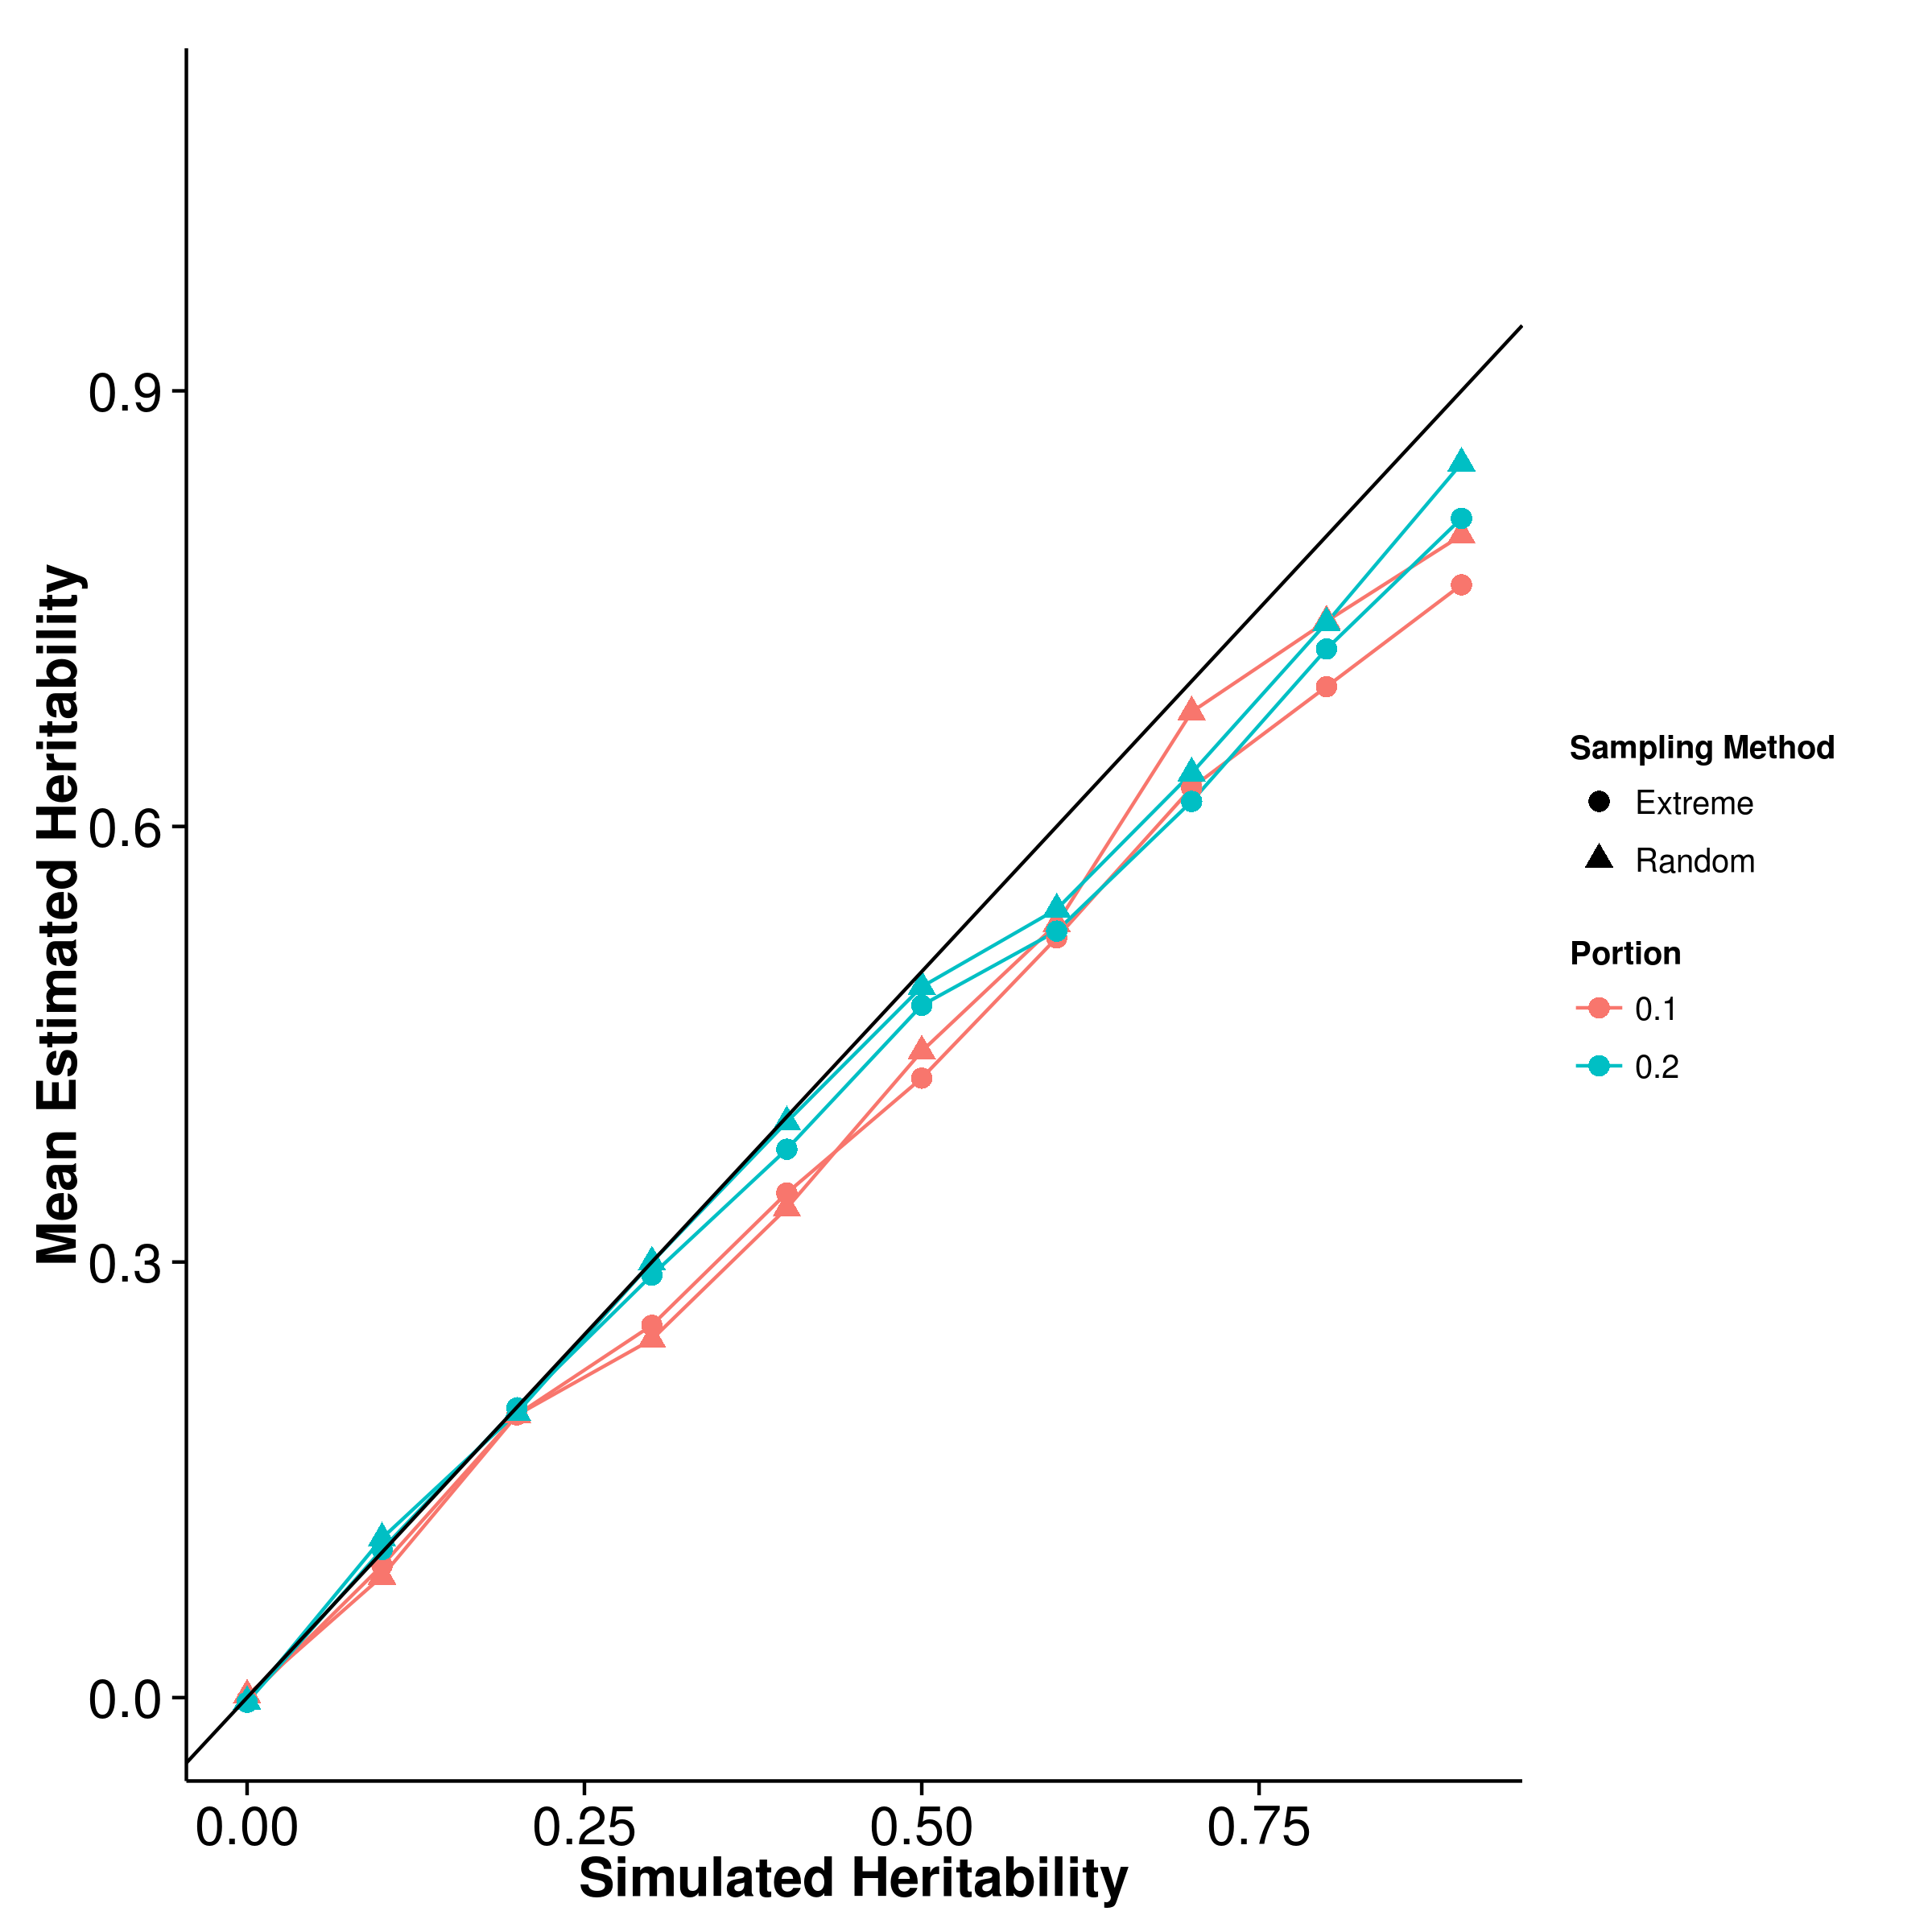 Mean Estimated Heritability
0.9
0.6
0.3
0.0
0.00 0.25 0.50 0.75
Simulated Heritability
Sampling Method
Extreme
Random
Portion
0.1
0.2